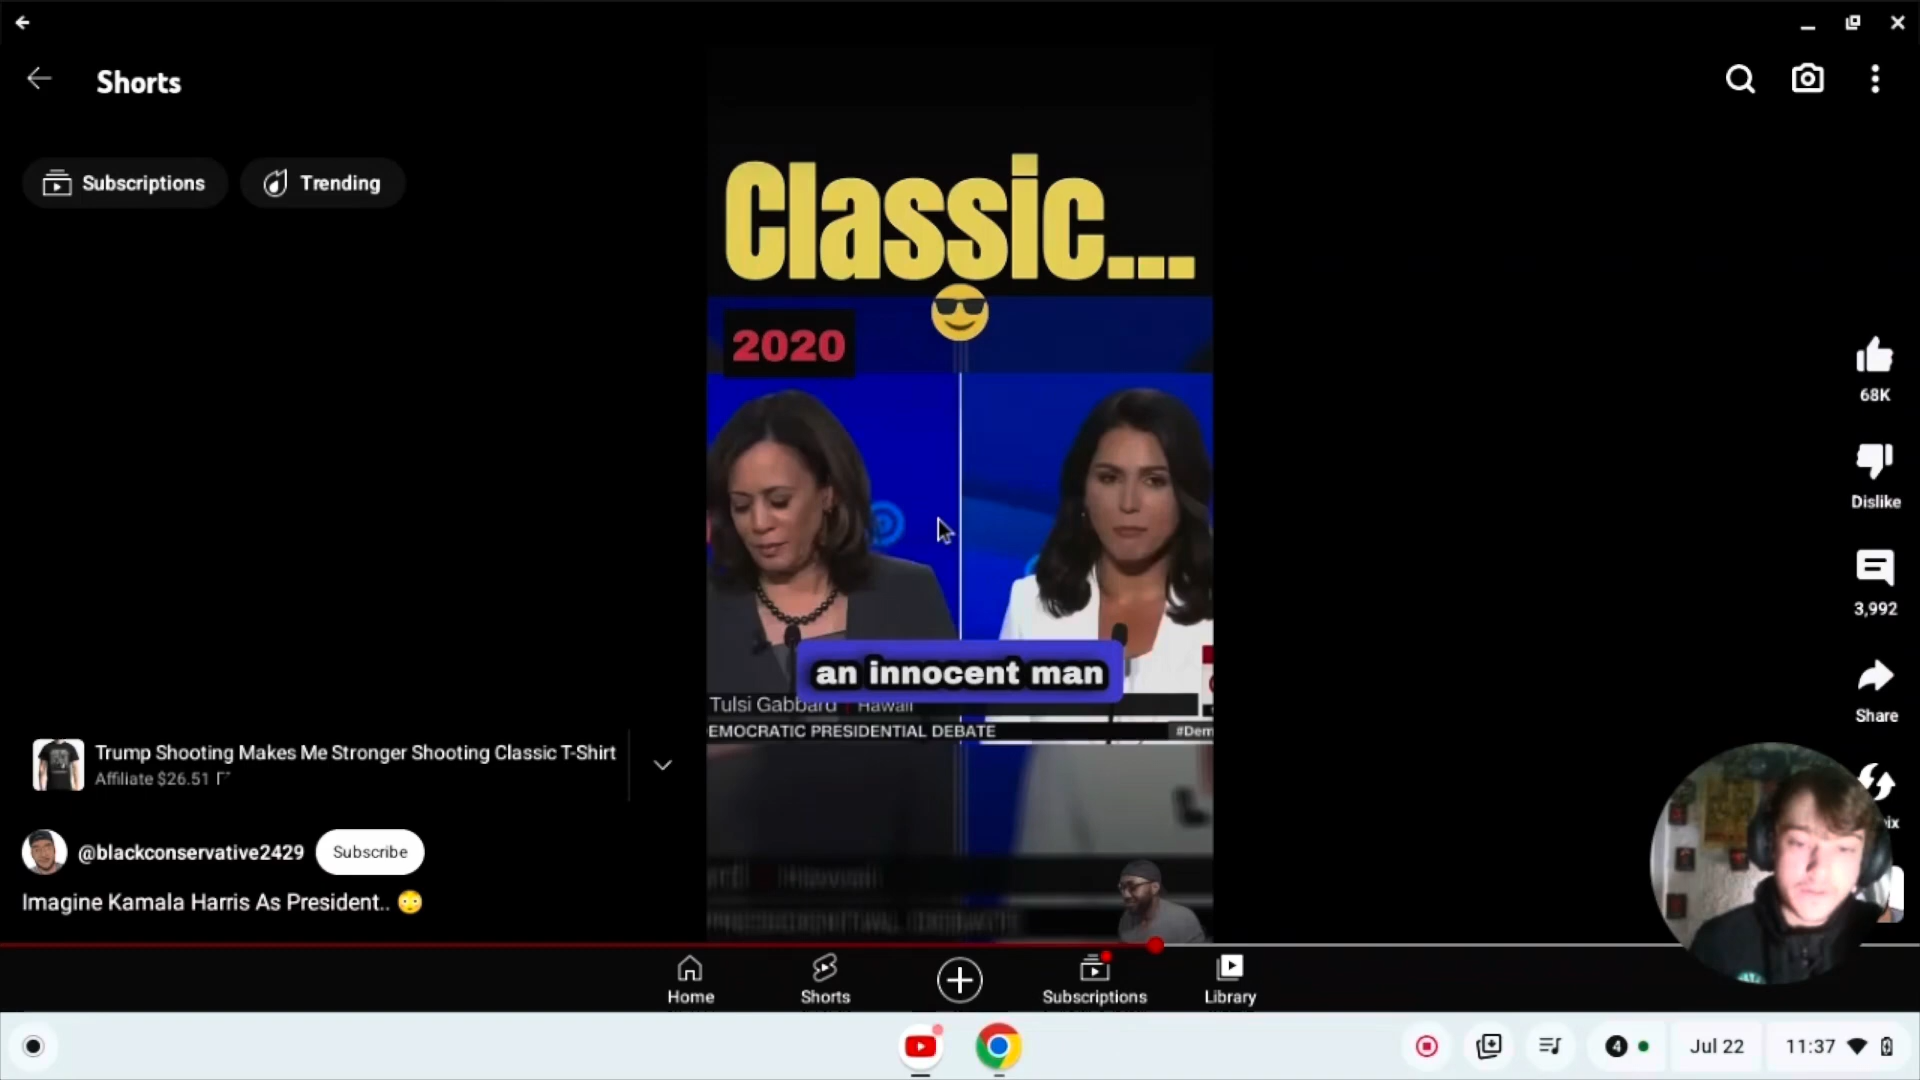 Shorts
Subscriptions
Trending
Classic...
2020
an innocent man
Tulsi Gabbard Hawaii
EMOCRATIC PRESIDENTIAL DEBATE
#Dem
68K
Dislike
3,992
Share
ix
Trump Shooting Makes Me Stronger Shooting Classic T-Shirt
Affiliate $26.51
@blackconservative2429
Subscribe
Imagine Kamala Harris As President..
Home
Shorts
Subscriptions
Library
4
Jul 22
11:37